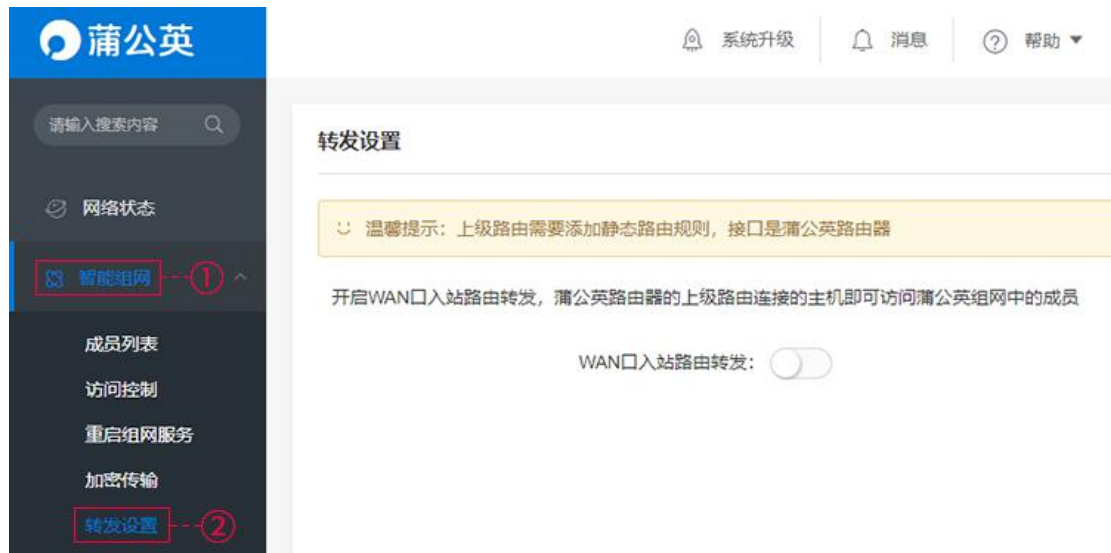 蒲公英
系统升级
消息
帮助
请输入搜索内容
转发设置
网络状态
温馨提示：上级路由需要添加静态路由规则，接口是蒲公英路由器
智能组网
①
开启WAN口入站路由转发，蒲公英路由器的上级路由连接的主机即可访问蒲公英组网中的成员
成员列表
WAN口入站路由转发：
访问控制
重启组网服务
加密传输
转发设置
②